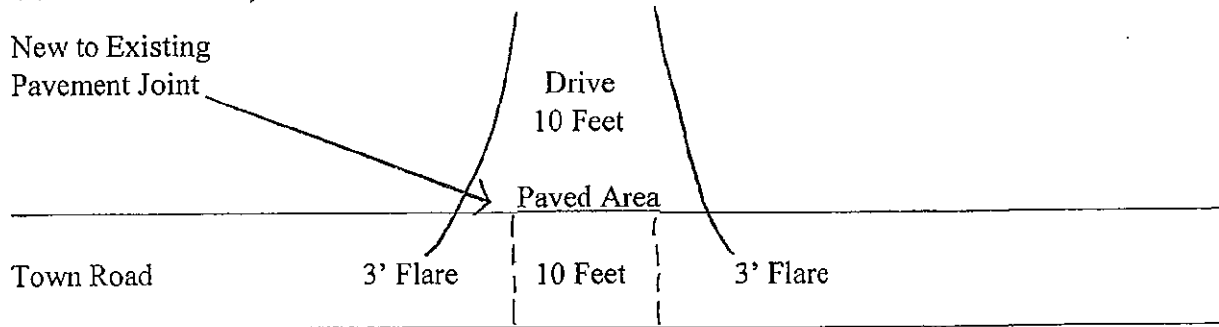 New to Existing
Pavement Joint
Drive
10 Feet
Paved Area
Town Road
3' Flare
10 Feet
3' Flare